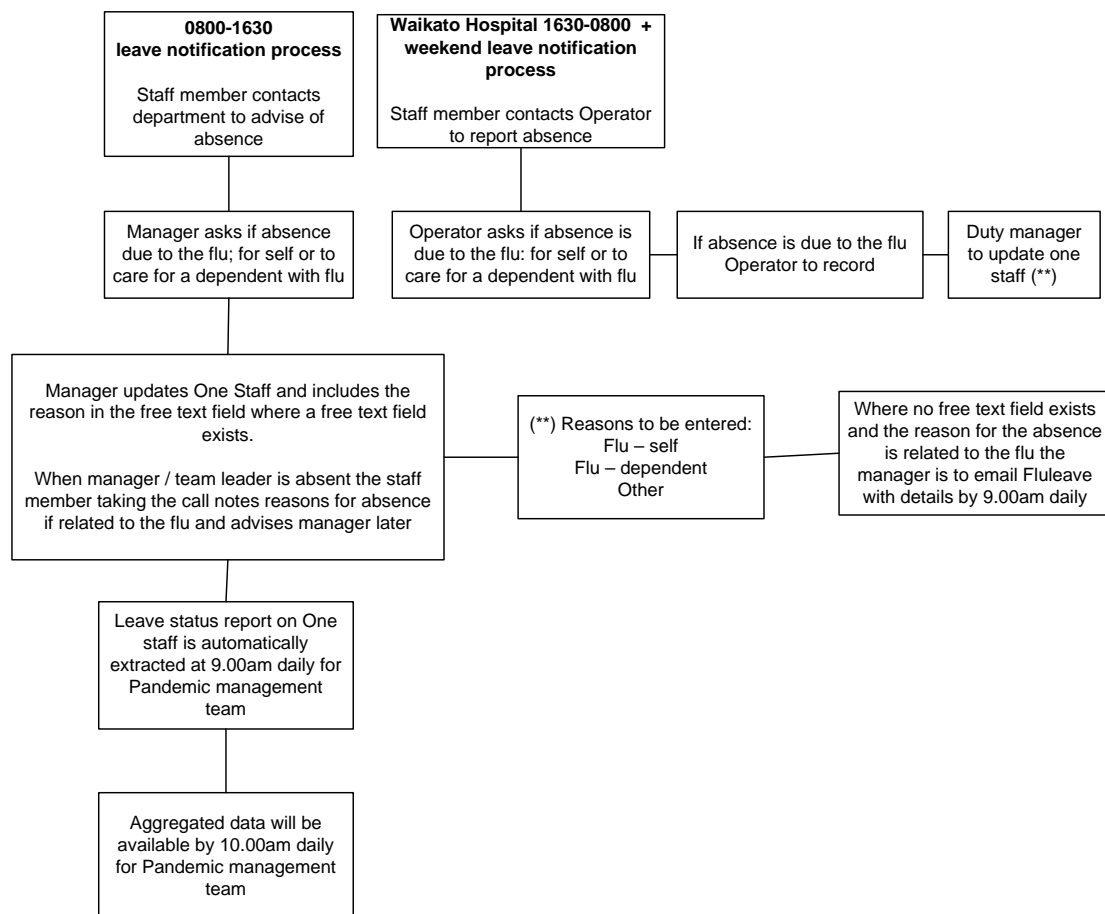 0800-1630
leave notification process
Staff member contacts
department to advise of
absence
Waikato Hospital 1630-0800 +
weekend leave notification
process
Staff member contacts Operator
to report absence
Manager asks if absence
due to the flu; for self or to
care for a dependent with flu
Operator asks if absence is
due to the flu: for self or to
care for a dependent with flu
If absence is due to the flu
Operator to record
Duty manager
to update one
staff (**)
Manager updates One Staff and includes the
reason in the free text field where a free text field
exists.
When manager / team leader is absent the staff
member taking the call notes reasons for absence
if related to the flu and advises manager later
(**) Reasons to be entered:
Flu – self
Flu – dependent
Other
Where no free text field exists
and the reason for the absence
is related to the flu the
manager is to email Fluleave
with details by 9.00am daily
Leave status report on One
staff is automatically
extracted at 9.00am daily for
Pandemic management
team
Aggregated data will be
available by 10.00am daily
for Pandemic management
team